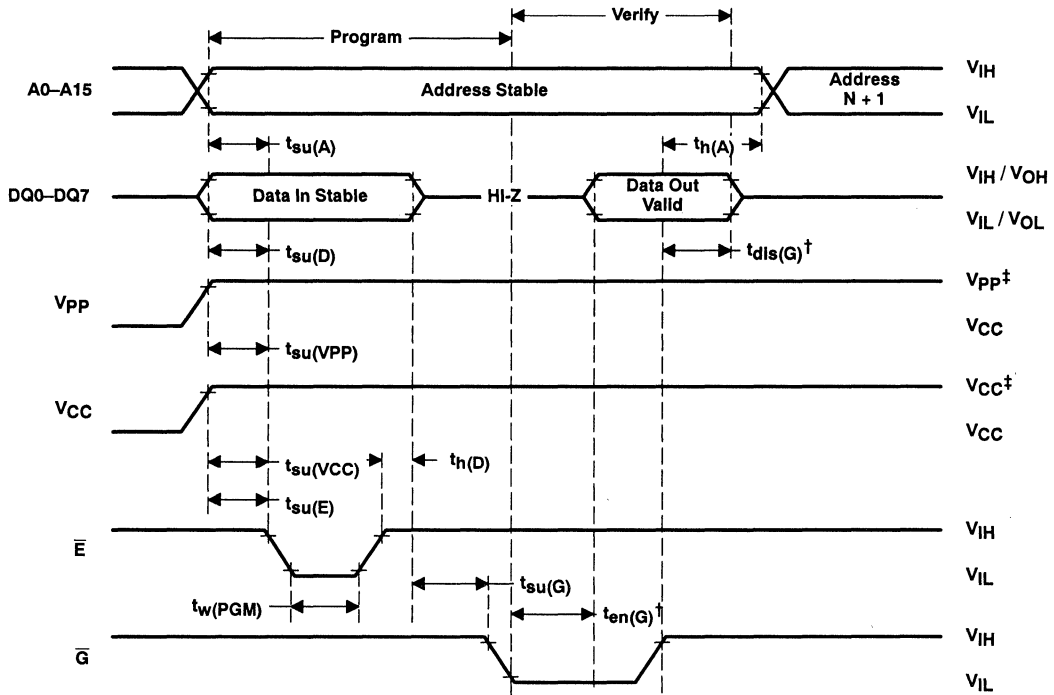 Verify
Program
A0–A15
Address Stable
Address
N + 1
VIH
VIL
tsu(A)
th(A)
DQ0–DQ7
Data In Stable
HI-Z
Data Out
Valid
VIH / VOH
VIL / VOL
tsu(D)
tdis(G)†
VPP
VPP‡
VCC
tsu(VPP)
VCC
VCC‡
VCC
tsu(VCC)
th(D)
tsu(E)
E̅
VIH
VIL
tsu(G)
tw(PGM)
ten(G)†
G̅
VIH
VIL